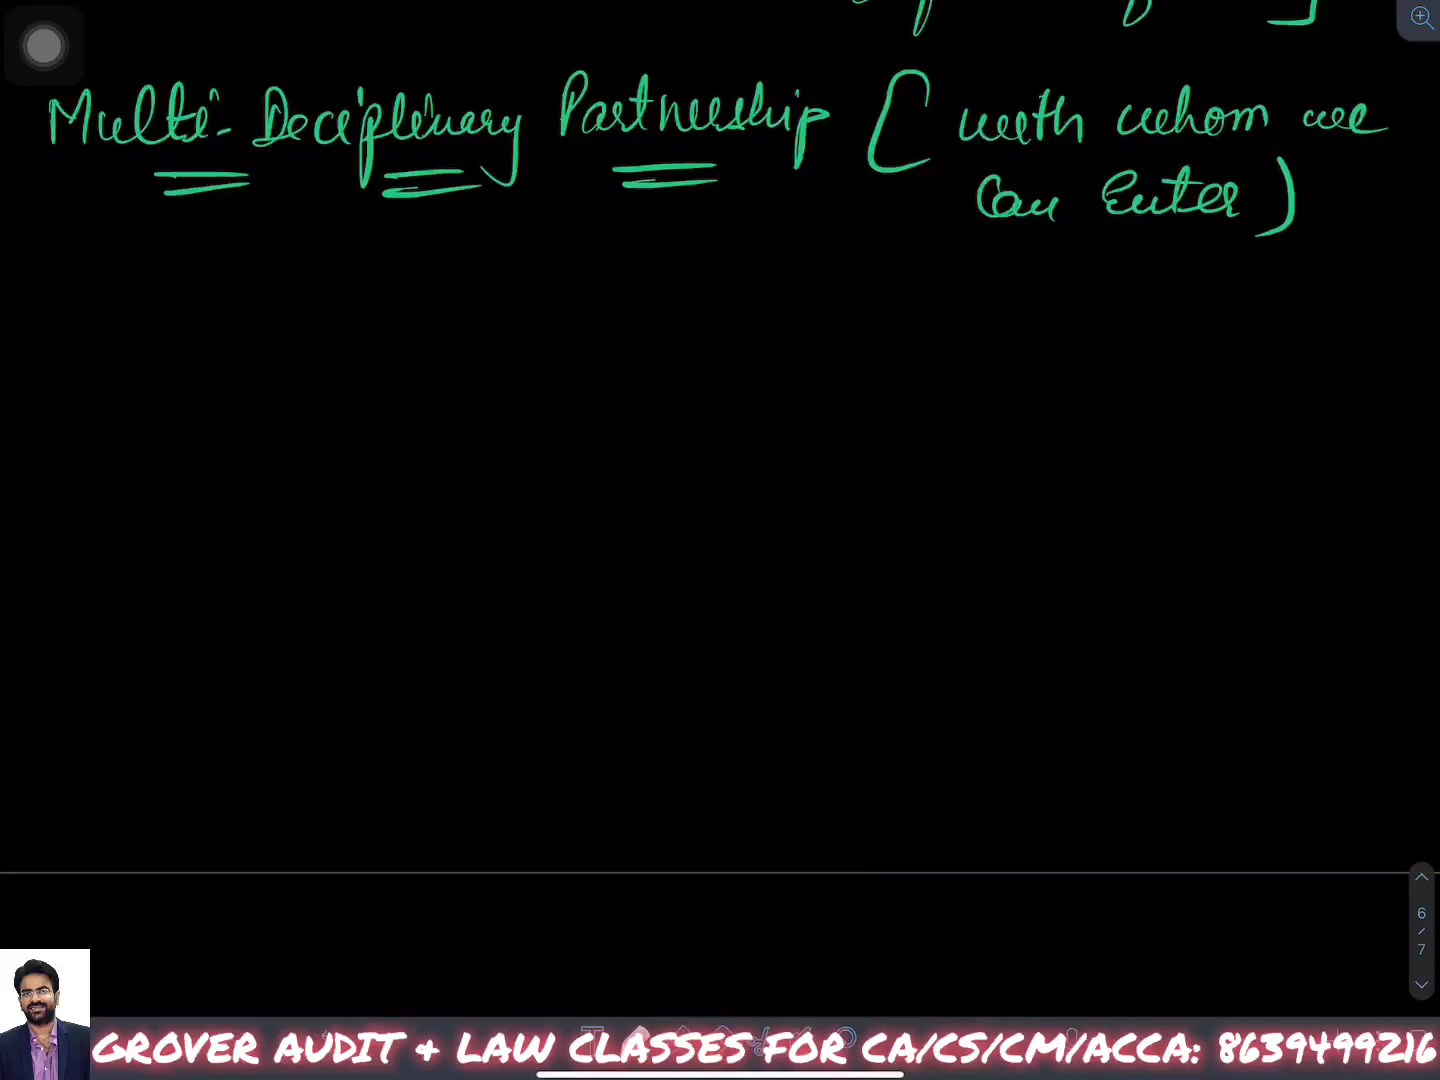 Multi-Deciplinary Partnership ( with whom we
Can Enter )
6
/
7
GROVER AUDIT & LAW CLASSES FOR CA/CS/CM/ACCA: 8639499216